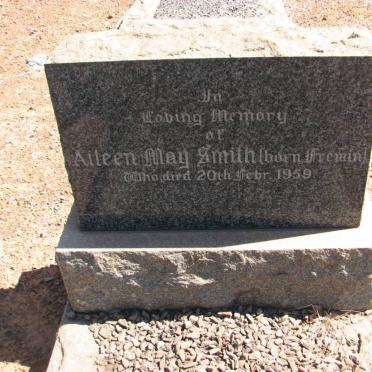 In
Loving Memory
of
Aileen May Smith (born Fremin)
Who died 20th Febr. 1959